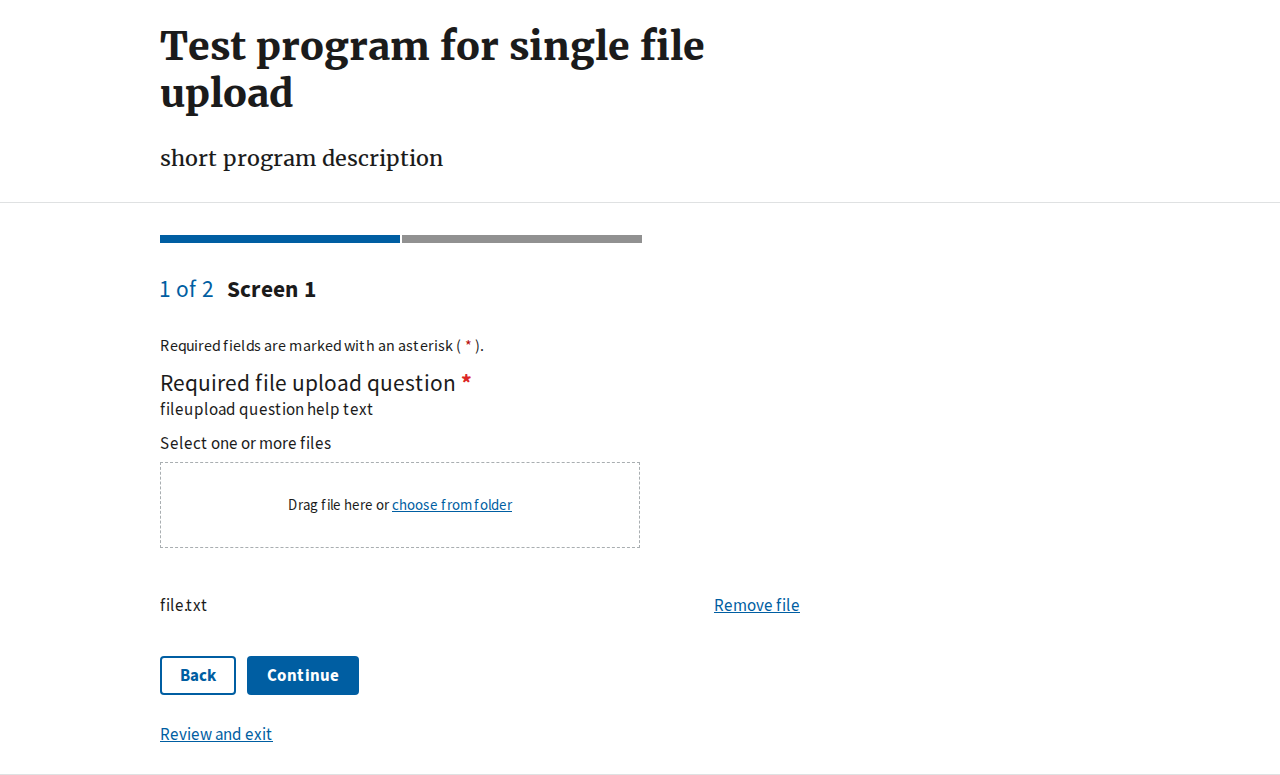 Test program for single file
upload
short program description
1 of 2 Screen 1
Required fields are marked with an asterisk ( * ).
Required file upload question *
fileupload question help text
Select one or more files
Drag file here or choose from folder
file.txt Remove file
Back Continue
Review and exit